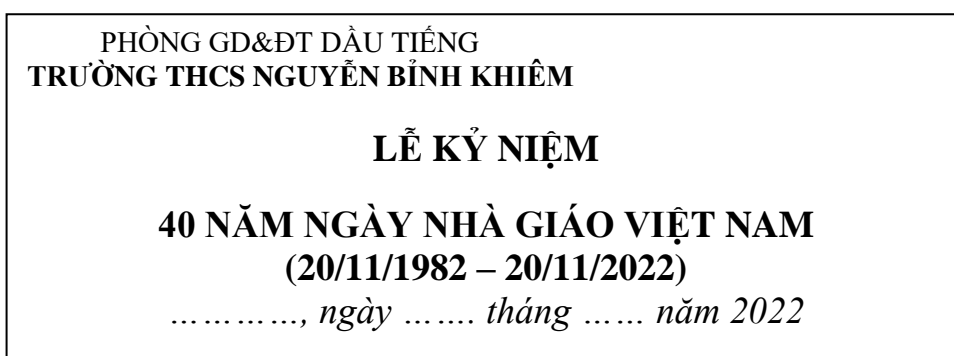 PHÒNG GD&ĐT DẦU TIẾNG
TRƯỜNG THCS NGUYỄN BỈNH KHIÊM
LỄ KỶ NIỆM
40 NĂM NGÀY NHÀ GIÁO VIỆT NAM
(20/11/1982 – 20/11/2022)
…………, ngày ……. tháng …… năm 2022